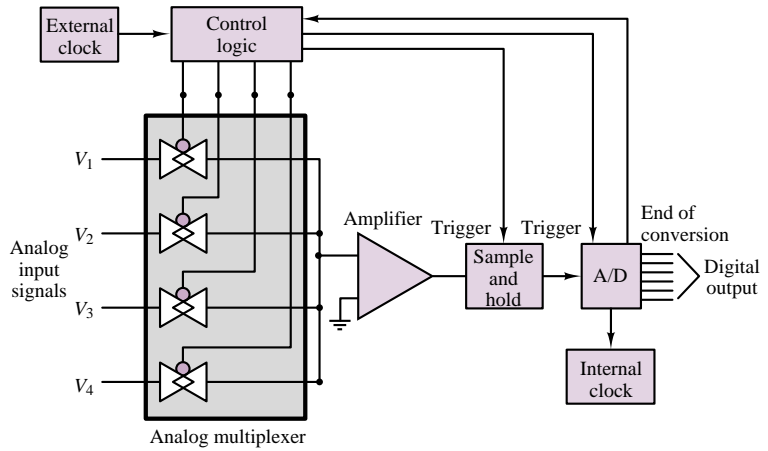 External
clock
Control
logic
V1
V2
V3
V4
Analog
input
signals
Amplifier
Trigger
Trigger
End of
conversion
Sample
and
hold
A/D
Digital
output
Internal
clock
Analog multiplexer